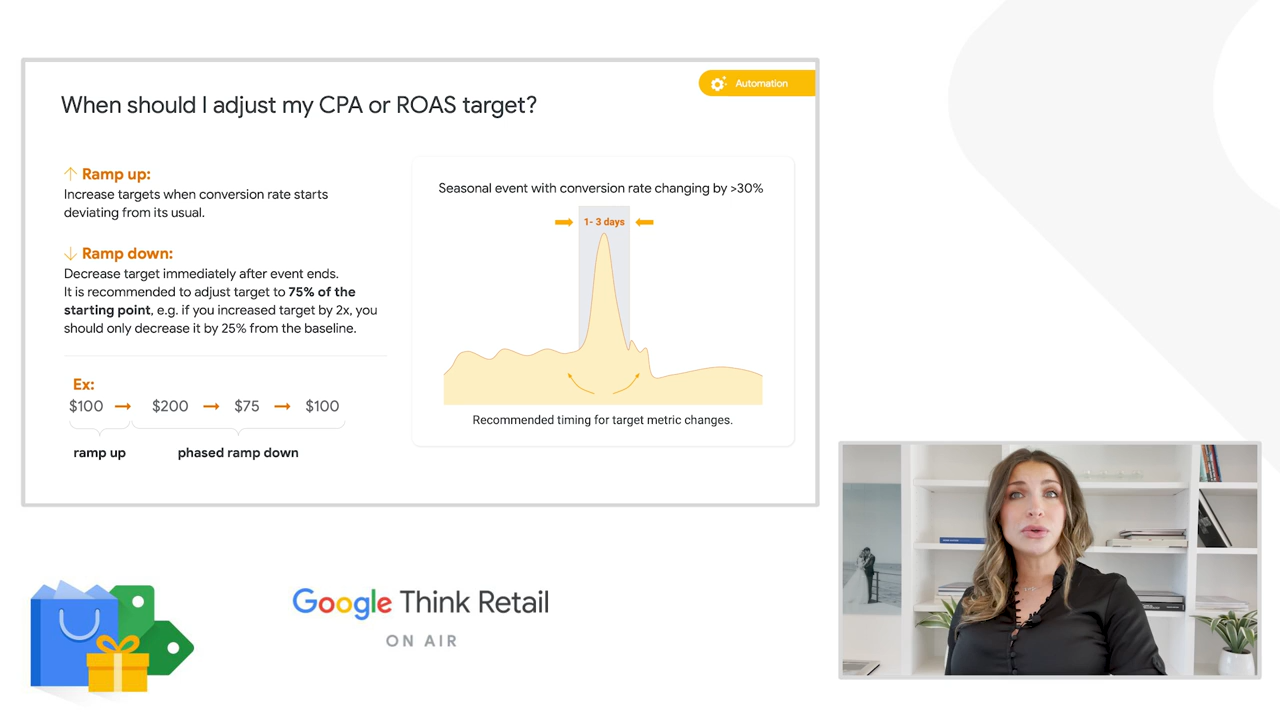 Automation
When should I adjust my CPA or ROAS target?
↑ Ramp up:
Increase targets when conversion rate starts
deviating from its usual.
↓ Ramp down:
Decrease target immediately after event ends.
It is recommended to adjust target to 75% of the
starting point, e.g. if you increased target by 2x, you
should only decrease it by 25% from the baseline.
Ex:
$100 → $200 → $75 → $100
ramp up phased ramp down
Seasonal event with conversion rate changing by >30%
1- 3 days
Recommended timing for target metric changes.
Google Think Retail
ON AIR